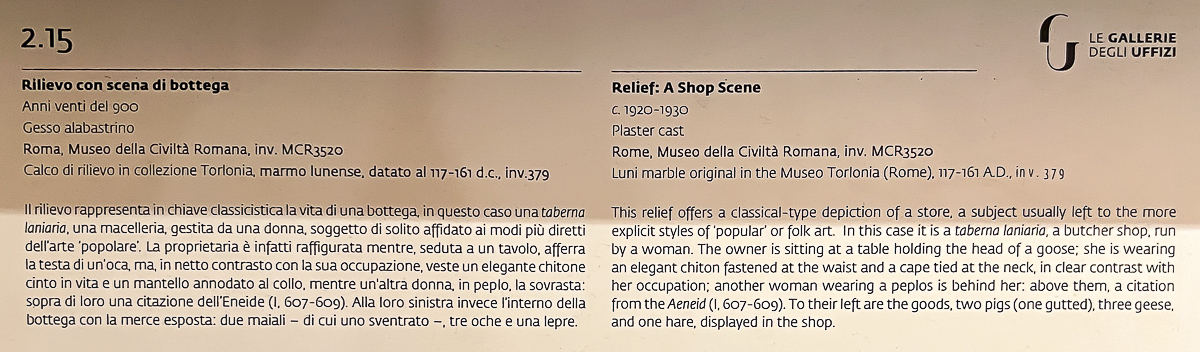 2.15
LE GALLERIE
DEGLI UFFIZI
Rilievo con scena di bottega
Anni venti del 900
Gesso alabastrino
Roma, Museo della Civiltà Romana, inv. MCR3520
Calco di rilievo in collezione Torlonia, marmo lunense, datato al 117-161 d.c., inv.379
Il rilievo rappresenta in chiave classicistica la vita di una bottega, in questo caso una taberna
laniaria, una macelleria, gestita da una donna, soggetto di solito affidato ai modi più diretti
dell'arte 'popolare'. La proprietaria è infatti raffigurata mentre, seduta a un tavolo, afferra
la testa di un'oca, ma, in netto contrasto con la sua occupazione, veste un elegante chitone
cinto in vita e un mantello annodato al collo, mentre un'altra donna, in peplo, la sovrasta:
sopra di loro una citazione dell'Eneide (I, 607-609). Alla loro sinistra invece l'interno della
bottega con la merce esposta: due maiali – di cui uno sventrato –, tre oche e una lepre.
Relief: A Shop Scene
c. 1920-1930
Plaster cast
Rome, Museo della Civiltà Romana, inv. MCR3520
Luni marble original in the Museo Torlonia (Rome), 117-161 A.D., inv. 379
This relief offers a classical-type depiction of a store, a subject usually left to the more
explicit styles of 'popular' or folk art. In this case it is a taberna laniaria, a butcher shop, run
by a woman. The owner is sitting at a table holding the head of a goose; she is wearing
an elegant chiton fastened at the waist and a cape tied at the neck, in clear contrast with
her occupation; another woman wearing a peplos is behind her: above them, a citation
from the Aeneid (I, 607-609). To their left are the goods, two pigs (one gutted), three geese,
and one hare, displayed in the shop.